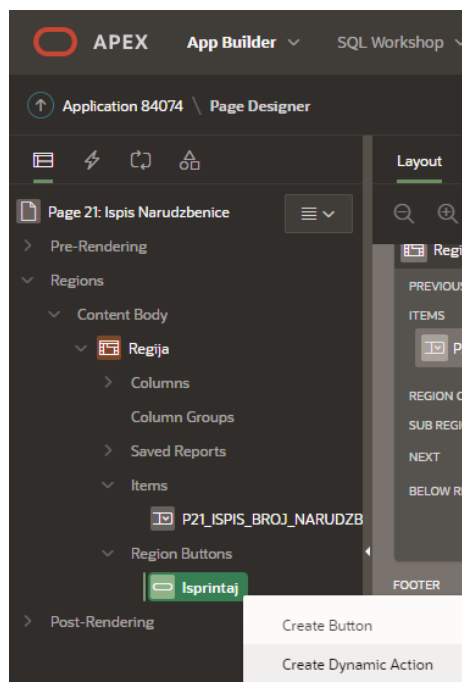 APEX App Builder SQL Workshop
Application 84074 \ Page Designer
Layout
Page 21: Ispis Narudzbenice
Pre-Rendering
Regions
Content Body
Regija
Columns
Column Groups
Saved Reports
Items
P21_ISPIS_BROJ_NARUDZB
Region Buttons
Isprintaj
Post-Rendering
Regi
PREVIOUS
ITEMS
P
REGION C
SUB REGI
NEXT
BELOW R
FOOTER
Create Button
Create Dynamic Action